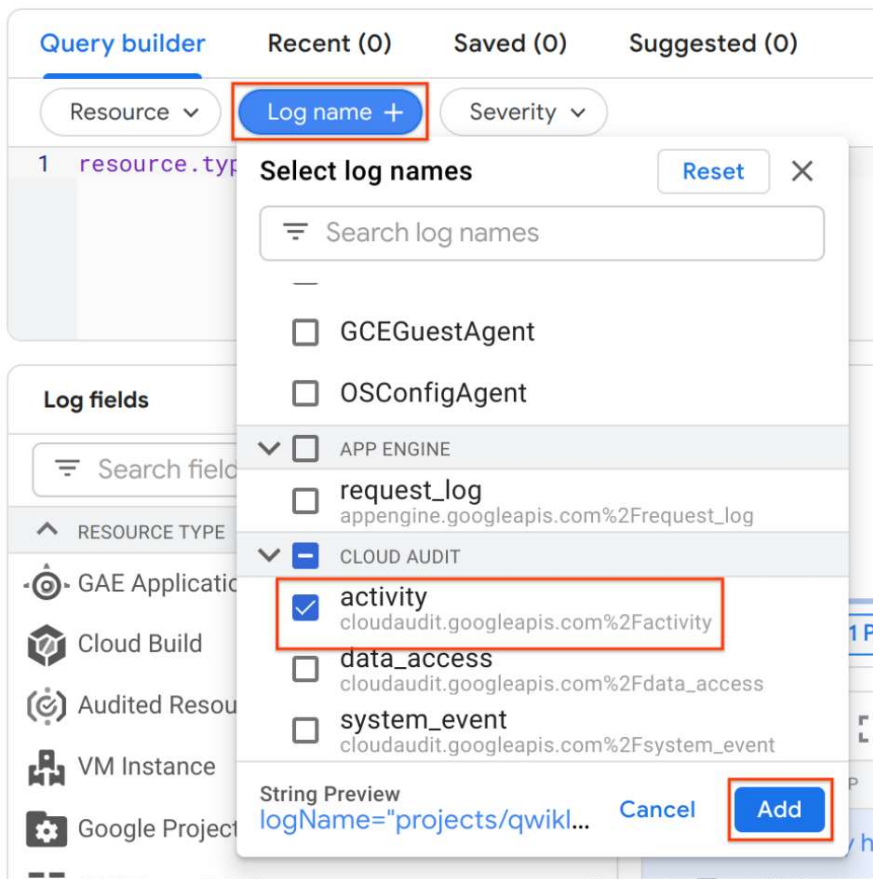 Query builder Recent (0) Saved (0) Suggested (0)
Resource Log name + Severity
1 resource.typ
Select log names Reset
Search log names
GCEGuestAgent
Log fields
OSConfigAgent
APP ENGINE
Search field
request_log
appengine.googleapis.com%2Frequest_log
RESOURCE TYPE
CLOUD AUDIT
GAE Applicatio
activity
cloudaudit.googleapis.com%2Factivity
Cloud Build
data_access
cloudaudit.googleapis.com%2Fdata_access
Audited Resou
system_event
cloudaudit.googleapis.com%2Fsystem_event
VM Instance
String Preview
logName="projects/qwikl... Cancel Add
Google Project